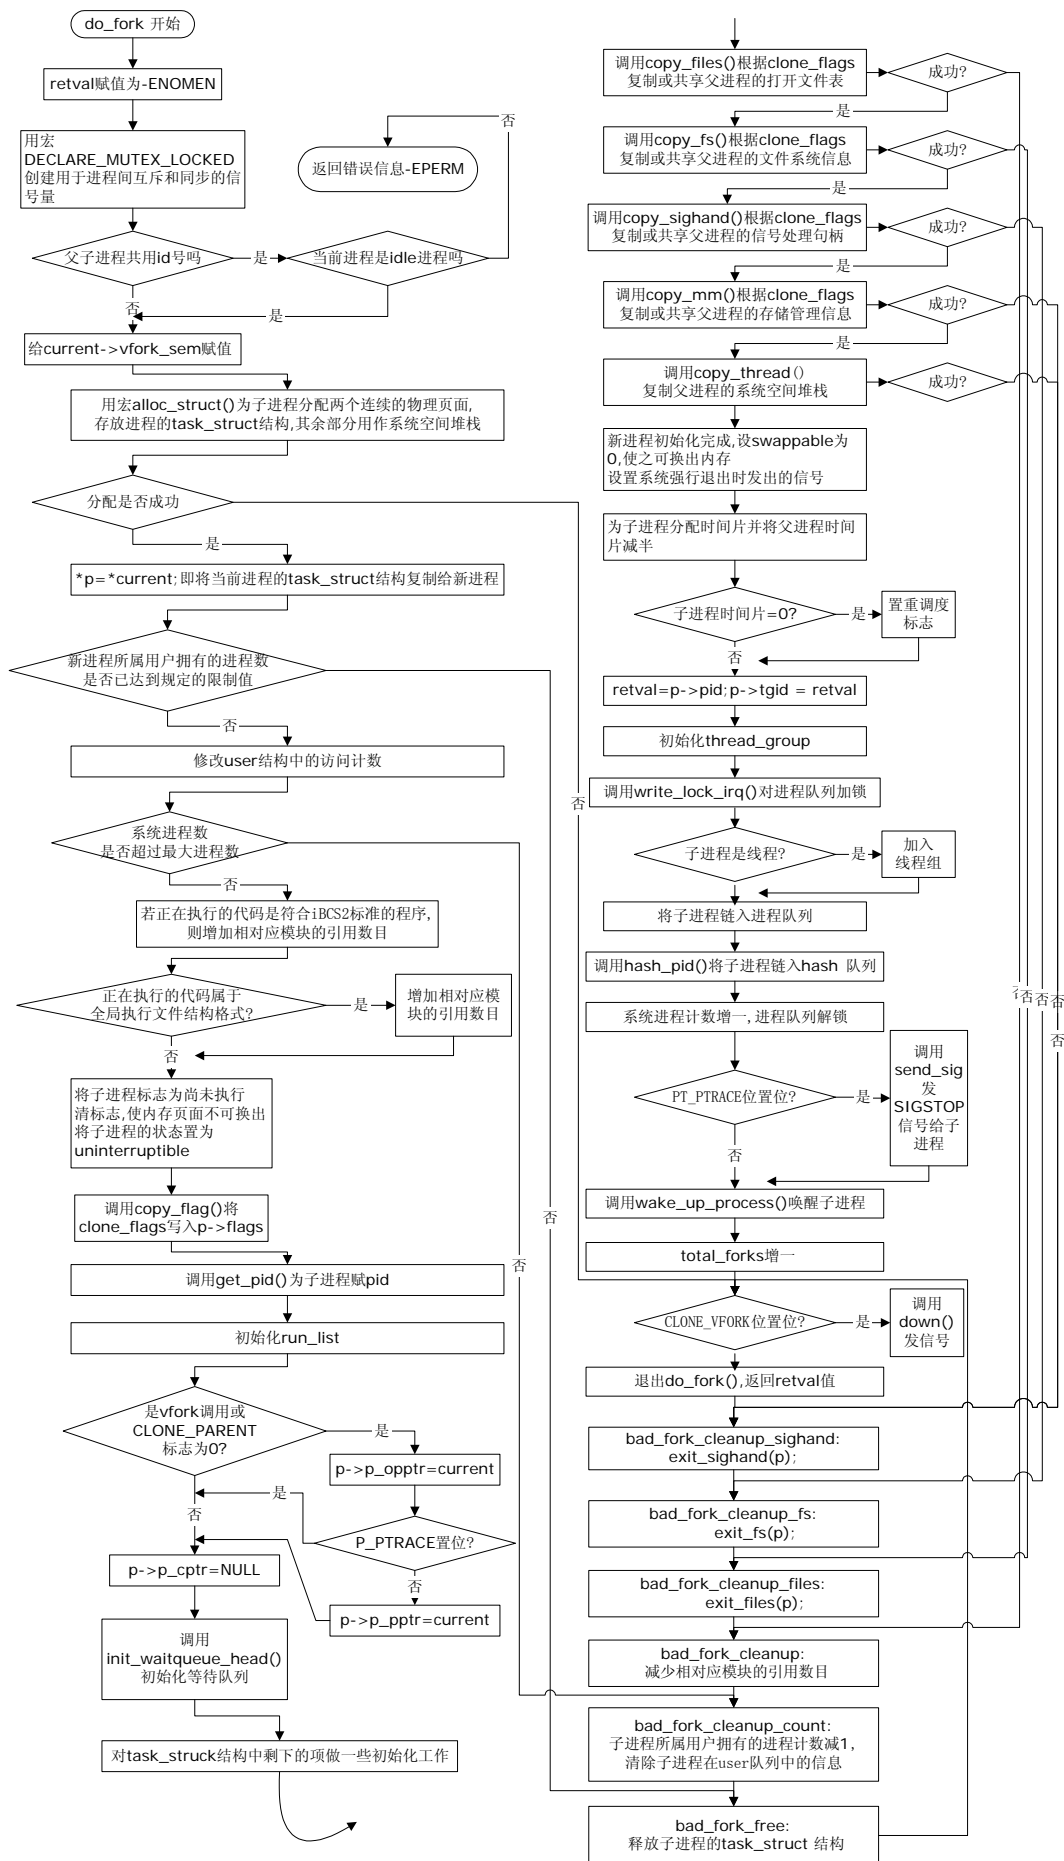 do_fork 开始
retval赋值为-ENOMEN
用宏
DECLARE_MUTEX_LOCKED
创建用于进程间互斥和同步的信
号量
否
返回错误信息-EPERM
父子进程共用id号吗
是
当前进程是idle进程吗
否
是
给current->vfork_sem赋值
用宏alloc_struct()为子进程分配两个连续的物理页面,
存放进程的task_struct结构,其余部分用作系统空间堆栈
分配是否成功
是
*p=*current;即将当前进程的task_struct结构复制给新进程
新进程所属用户拥有的进程数
是否已达到规定的限制值
否
修改user结构中的访问计数
系统进程数
是否超过最大进程数
否
若正在执行的代码是符合iBCS2标准的程序,
则增加相对应模块的引用数目
正在执行的代码属于
全局执行文件结构格式?
是
增加相对应模
块的引用数目
否
将子进程标志为尚未执行
清标志,使内存页面不可换出
将子进程的状态置为
uninterruptible
调用copy_flag()将
clone_flags写入p->flags
调用get_pid()为子进程赋pid
初始化run_list
是vfork调用或
CLONE_PARENT
标志为0?
是
p->p_opptr=current
是
否
P_PTRACE置位?
否
p->p_cptr=NULL
p->p_pptr=current
调用
init_waitqueue_head()
初始化等待队列
对task_struck结构中剩下的项做一些初始化工作
否
否
否
调用copy_files()根据clone_flags
复制或共享父进程的打开文件表
成功?
是
调用copy_fs()根据clone_flags
复制或共享父进程的文件系统信息
成功?
是
调用copy_sighand()根据clone_flags
复制或共享父进程的信号处理句柄
成功?
是
调用copy_mm()根据clone_flags
复制或共享父进程的存储管理信息
成功?
是
调用copy_thread()
复制父进程的系统空间堆栈
成功?
新进程初始化完成,设swappable为
0,使之可换出内存
设置系统强行退出时发出的信号
为子进程分配时间片并将父进程时间
片减半
子进程时间片=0?
是
置重调度
标志
否
retval=p->pid;p->tgid = retval
初始化thread_group
调用write_lock_irq()对进程队列加锁
子进程是线程?
是
加入
线程组
将子进程链入进程队列
调用hash_pid()将子进程链入hash 队列
否
否
否
否
否
系统进程计数增一,进程队列解锁
PT_PTRACE位置位?
是
调用
send_sig
发
SIGSTOP
信号给子
进程
否
调用wake_up_process()唤醒子进程
total_forks增一
CLONE_VFORK位置位?
是
调用
down()
发信号
退出do_fork(),返回retval值
bad_fork_cleanup_sighand:
exit_sighand(p);
bad_fork_cleanup_fs:
exit_fs(p);
bad_fork_cleanup_files:
exit_files(p);
bad_fork_cleanup:
减少相对应模块的引用数目
bad_fork_cleanup_count:
子进程所属用户拥有的进程计数减1,
清除子进程在user队列中的信息
bad_fork_free:
释放子进程的task_struct 结构